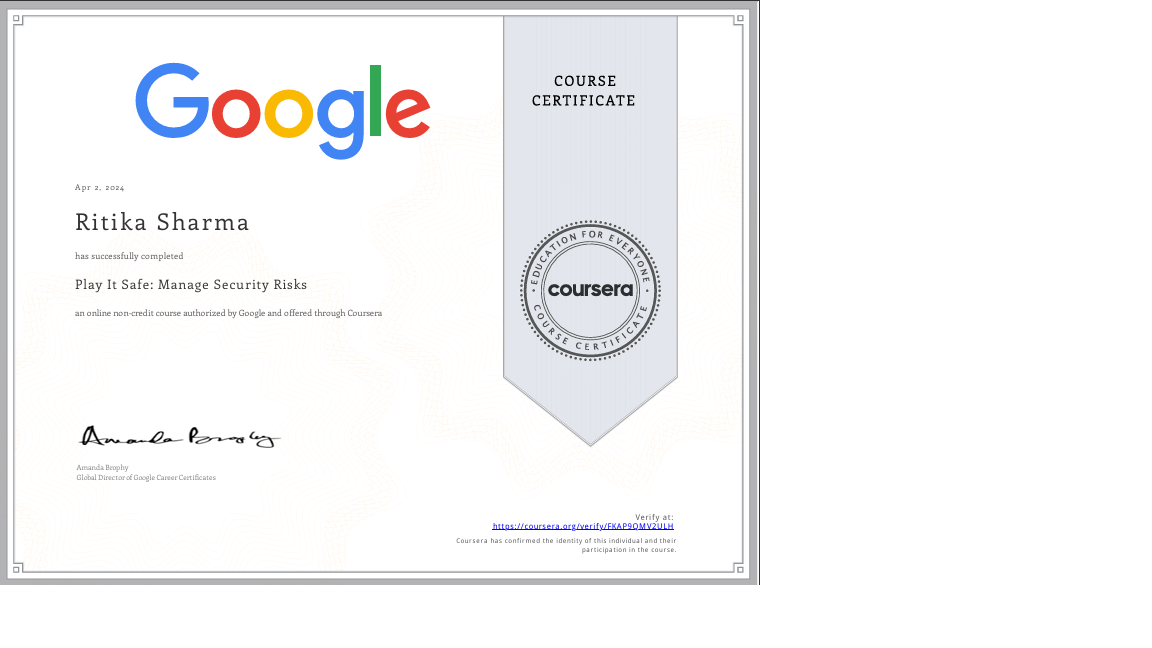 Google
COURSE
CERTIFICATE
Apr 2, 2024
Ritika Sharma
has successfully completed
Play It Safe: Manage Security Risks
an online non-credit course authorized by Google and offered through Coursera
EDUCATION FOR EVERYONE
coursera
COURSE CERTIFICATE
Amanda Brophy
Amanda Brophy
Global Director of Google Career Certificates
Verify at:
https://coursera.org/verify/FKAP9QMV2ULH
Coursera has confirmed the identity of this individual and their
participation in the course.